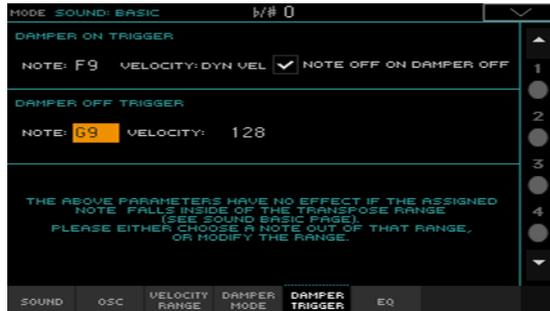 MODE SOUND: BASIC b/# 0
DAMPER ON TRIGGER
NOTE: F9 VELOCITY: DYN VEL NOTE OFF ON DAMPER OFF
DAMPER OFF TRIGGER
NOTE: G9 VELOCITY: 128
THE ABOVE PARAMETERS HAVE NO EFFECT IF THE ASSIGNED
NOTE FALLS INSIDE OF THE TRANSPOSE RANGE
(SEE SOUND BASIC PAGE).
PLEASE EITHER CHOOSE A NOTE OUT OF THAT RANGE,
OR MODIFY THE RANGE.
1
2
3
4
SOUND OSC VELOCITY RANGE DAMPER MODE DAMPER TRIGGER EQ